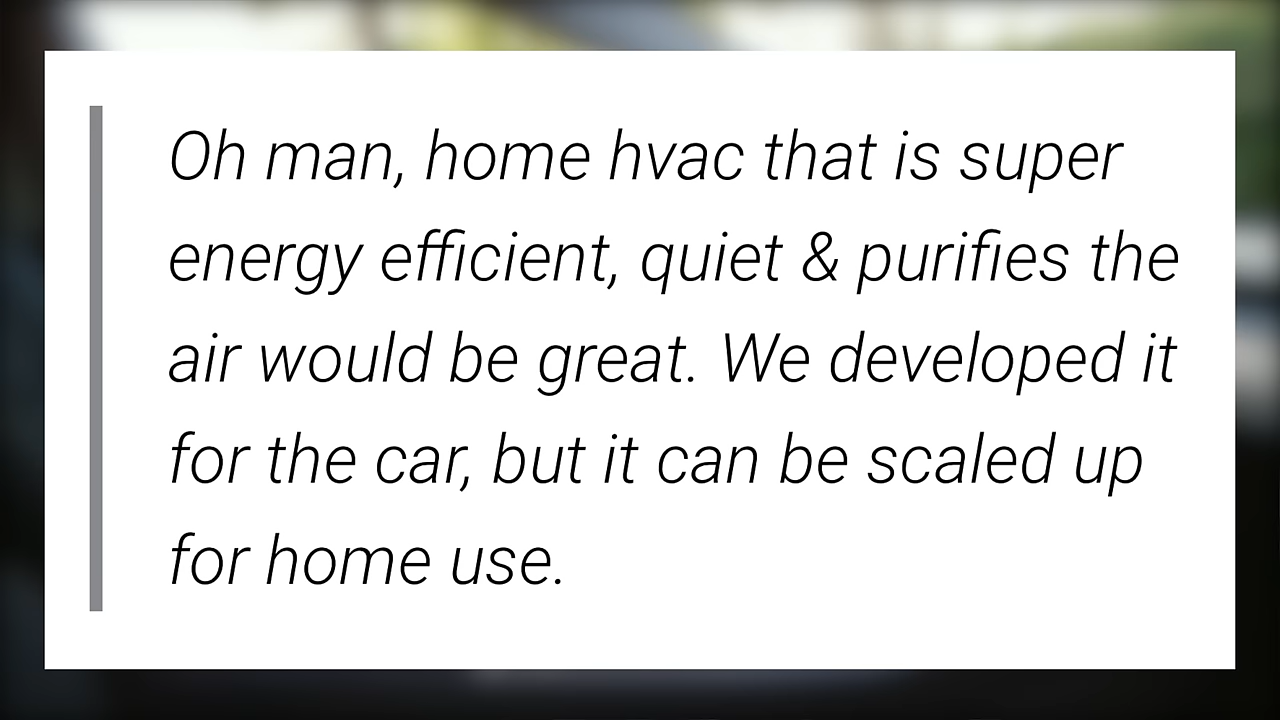 Oh man, home hvac that is super
energy efficient, quiet & purifies the
air would be great. We developed it
for the car, but it can be scaled up
for home use.